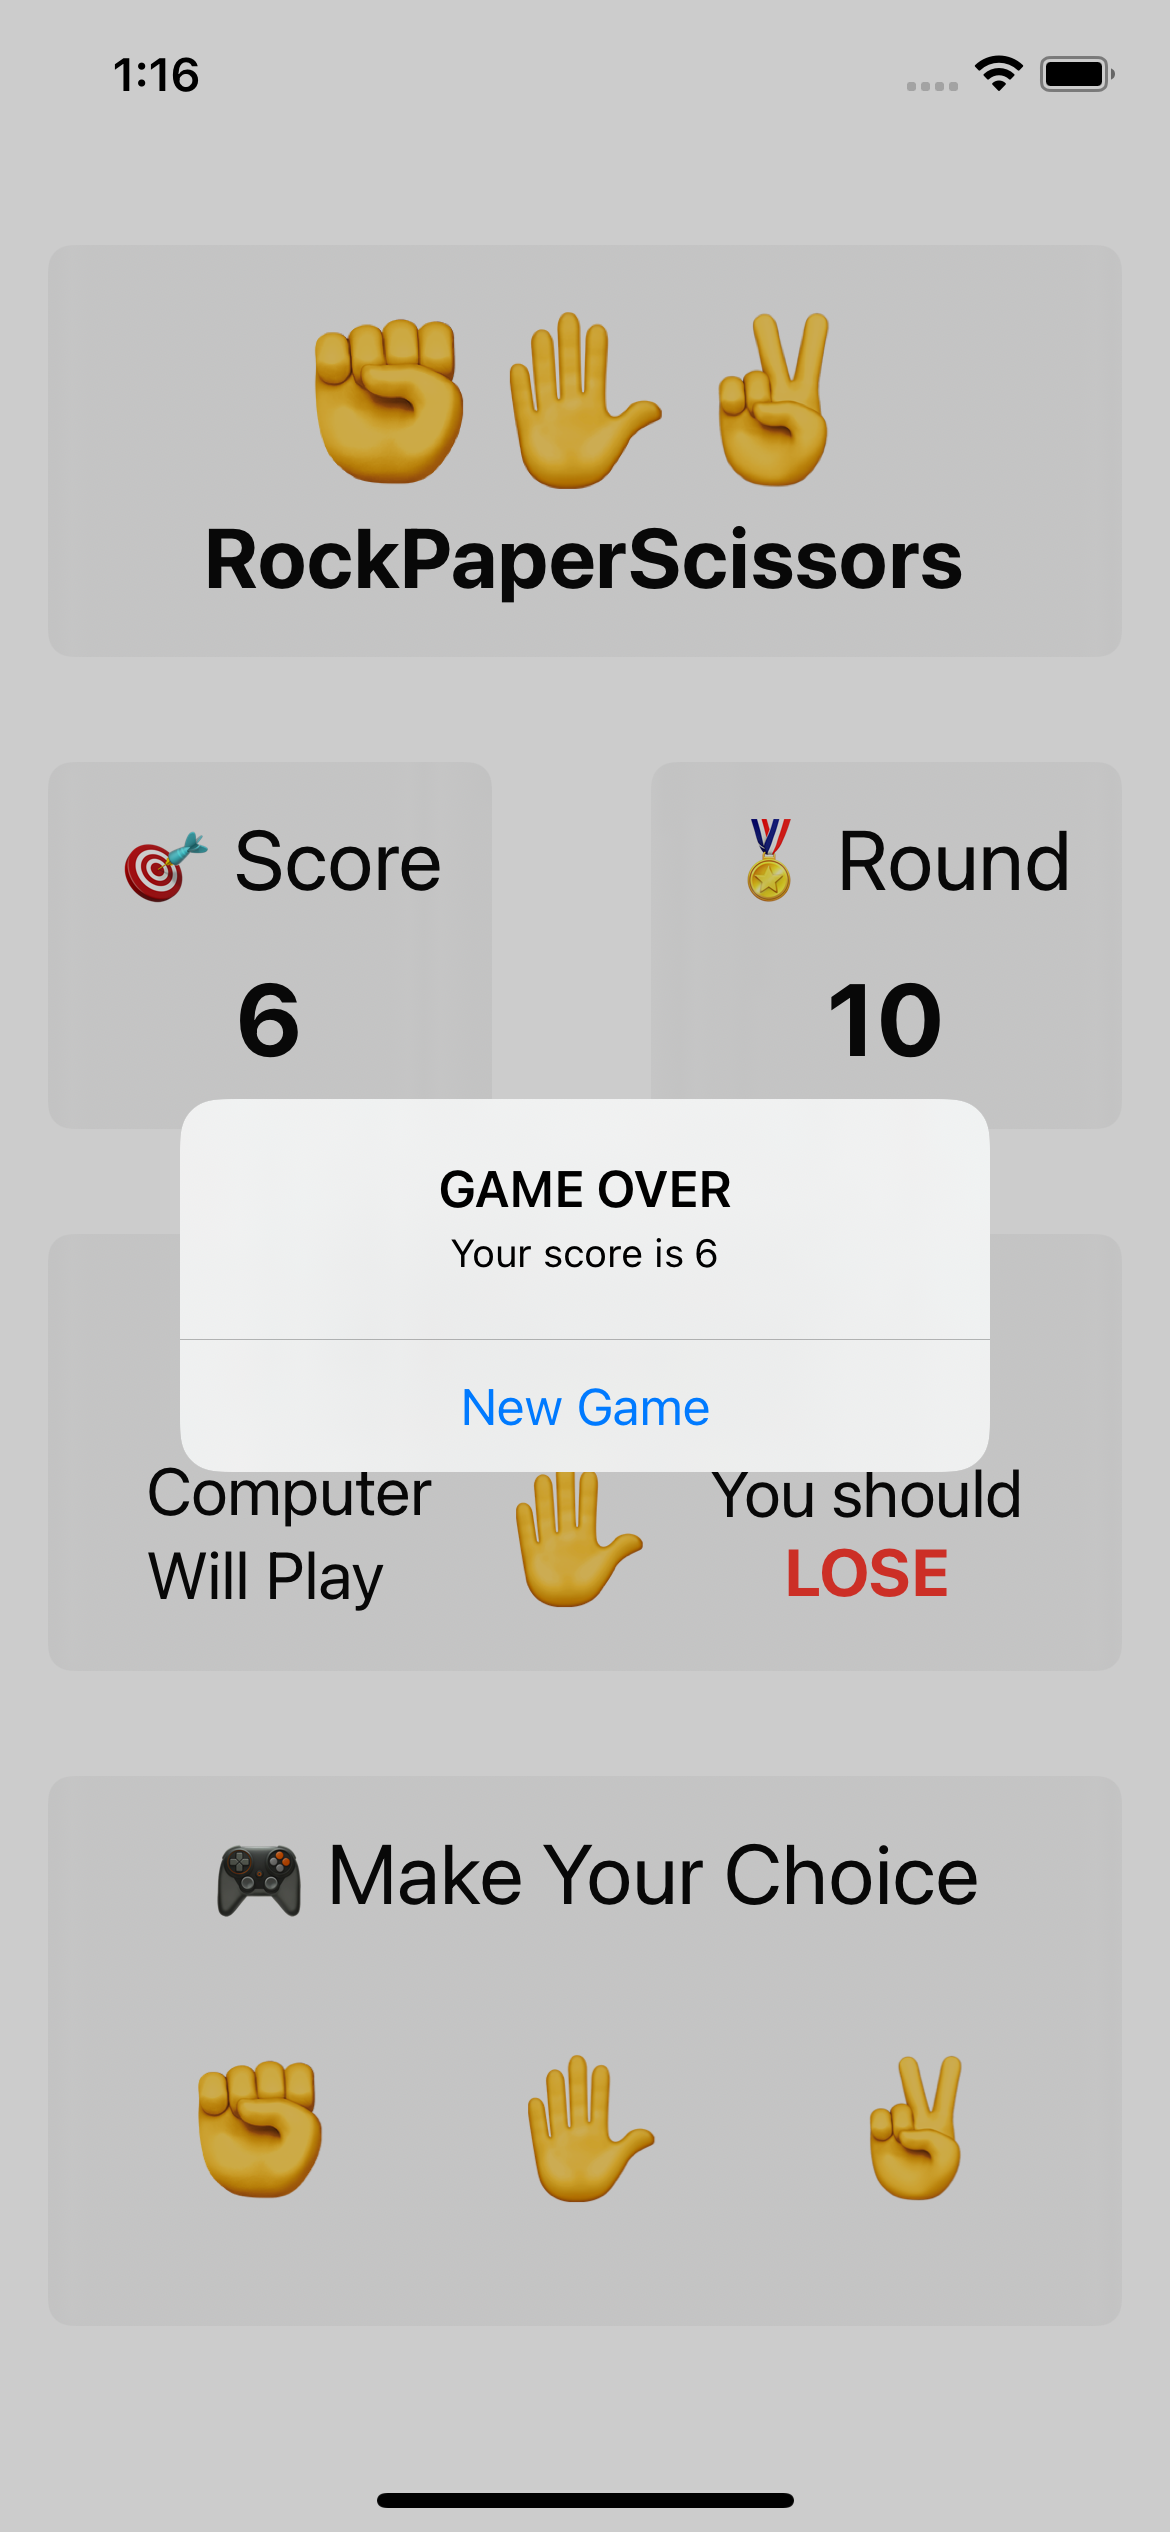 1:16
RockPaperScissors
Score
Round
6
10
GAME OVER
Your score is 6
New Game
Computer
Will Play
You should
LOSE
Make Your Choice